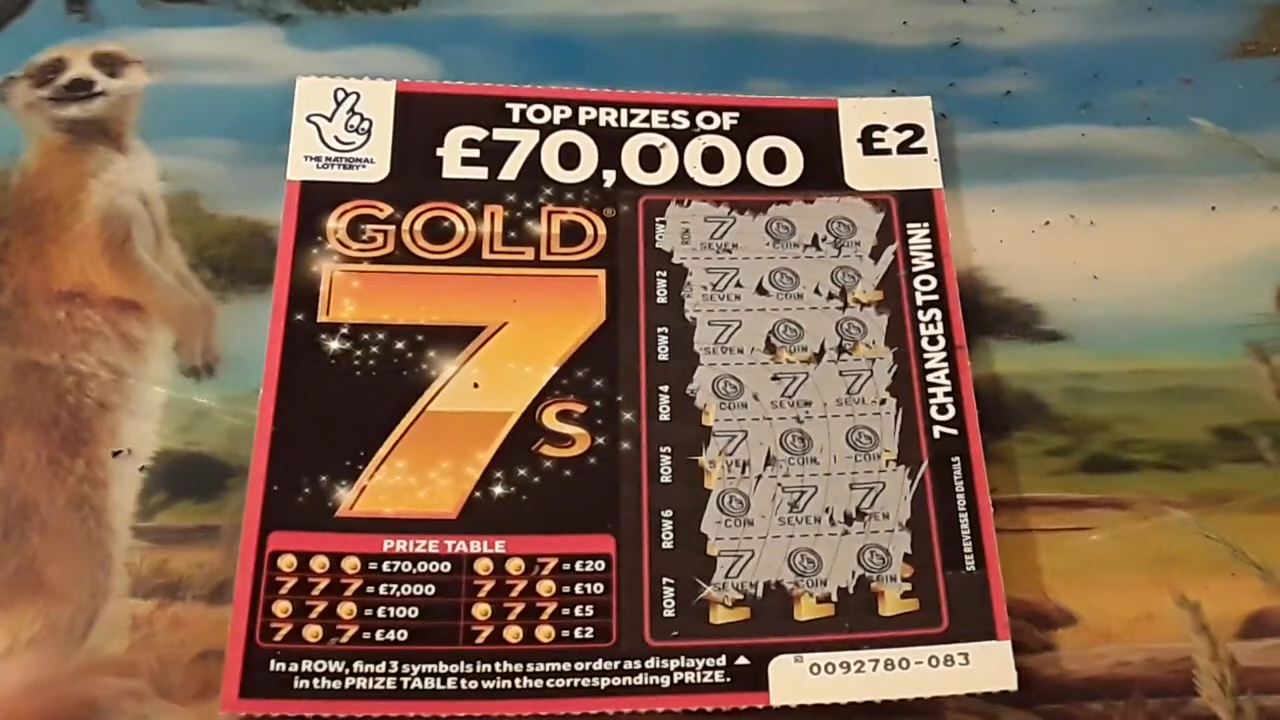 THE NATIONAL
LOTTERY®
TOP PRIZES OF
£70,000
£2
GOLD®
7s
ROW 1 7 SEVEN COIN COIN
ROW 2 7 SEVEN COIN
ROW 3 7 SEVEN COIN
ROW 4 COIN 7 SEVEN 7 SEVEN
ROW 5 7 SEVEN COIN COIN
ROW 6 COIN 7 SEVEN 7 SEVEN
ROW 7 7 SEVEN COIN COIN
7 CHANCES TO WIN!
SEE REVERSE FOR DETAILS
PRIZE TABLE
= £70,000 7 = £20
7 7 7 = £7,000 7 7 = £10
7 = £100 7 7 = £5
7 7 = £40 7 = £2
In a ROW, find 3 symbols in the same order as displayed
in the PRIZE TABLE to win the corresponding PRIZE.
0092780-083